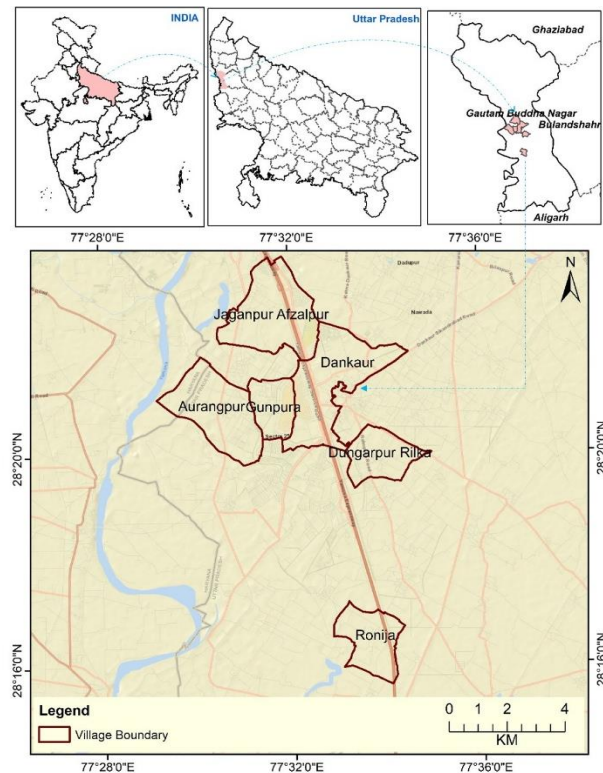 INDIA
Uttar Pradesh
Ghaziabad
Gautam Buddha Nagar
Bulandshahr
Aligarh
77°28'0"E
77°32'0"E
77°36'0"E
N
Jaganpur Afzalpur
Dankaur
Aurangpur
Gunpura
Dungarpur Rilka
28°20'0"N
28°20'0"N
Ronija
28°16'0"N
28°16'0"N
Legend
Village Boundary
0 2 4
KM
77°28'0"E
77°32'0"E
77°36'0"E